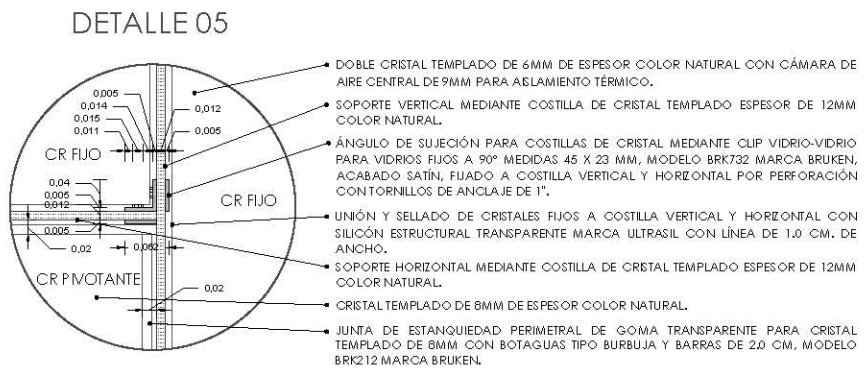 DETALLE 05
DOBLE CRISTAL TEMPLADO DE 6MM DE ESPESOR COLOR NATURAL CON CÁMARA DE
AIRE CENTRAL DE 9MM PARA AISLAMIENTO TÉRMICO.
SOPORTE VERTICAL MEDIANTE COSTILLA DE CRISTAL TEMPLADO ESPESOR DE 12MM
COLOR NATURAL.
ÁNGULO DE SUJECIÓN PARA COSTILLAS DE CRISTAL MEDIANTE CLIP VIDRIO-VIDRIO
PARA VIDRIOS FIJOS A 90° MEDIDAS 45 X 23 MM, MODELO BRK732 MARCA BRUKEN,
ACABADO SATÍN, FIJADO A COSTILLA VERTICAL Y HORIZONTAL POR PERFORACIÓN
CON TORNILLOS DE ANCLAJE DE 1".
UNIÓN Y SELLADO DE CRISTALES FIJOS A COSTILLA VERTICAL Y HORIZONTAL CON
SILICÓN ESTRUCTURAL TRANSPARENTE MARCA ULTRASIL CON LÍNEA DE 1.0 CM. DE
ANCHO.
SOPORTE HORIZONTAL MEDIANTE COSTILLA DE CRISTAL TEMPLADO ESPESOR DE 12MM
COLOR NATURAL.
CRISTAL TEMPLADO DE 8MM DE ESPESOR COLOR NATURAL.
JUNTA DE ESTANQUIEDAD PERIMETRAL DE GOMA TRANSPARENTE PARA CRISTAL
TEMPLADO DE 8MM CON BOTAGUAS TIPO BURBUJA Y BARRAS DE 2.0 CM, MODELO
BRK212 MARCA BRUKEN.
0,005
0,014
0,015
0,011
0,012
0,005
CR FIJO
CR FIJO
0,04
0,005
0,012
0,005
0,02
0,062
CR PIVOTANTE
0,02